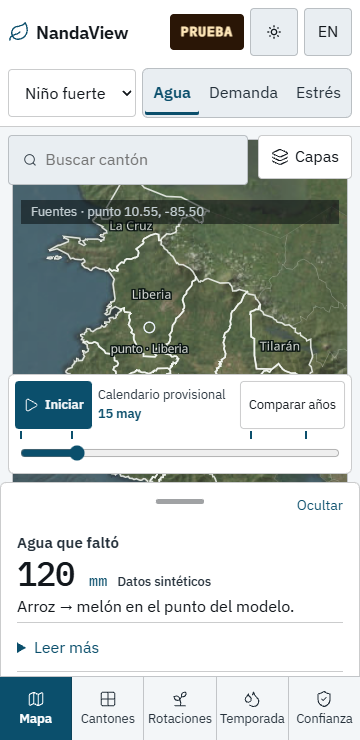 NandaView
PRUEBA
EN
Niño fuerte
Agua
Demanda
Estrés
Buscar cantón
Capas
Fuentes · punto 10.55, -85.50
La Cruz
Liberia
punto · Liberia
Tilarán
Iniciar
Calendario provisional
15 may
Comparar años
Ocultar
Agua que faltó
120 mm Datos sintéticos
Arroz → melón en el punto del modelo.
Leer más
Mapa
Cantones
Rotaciones
Temporada
Confianza